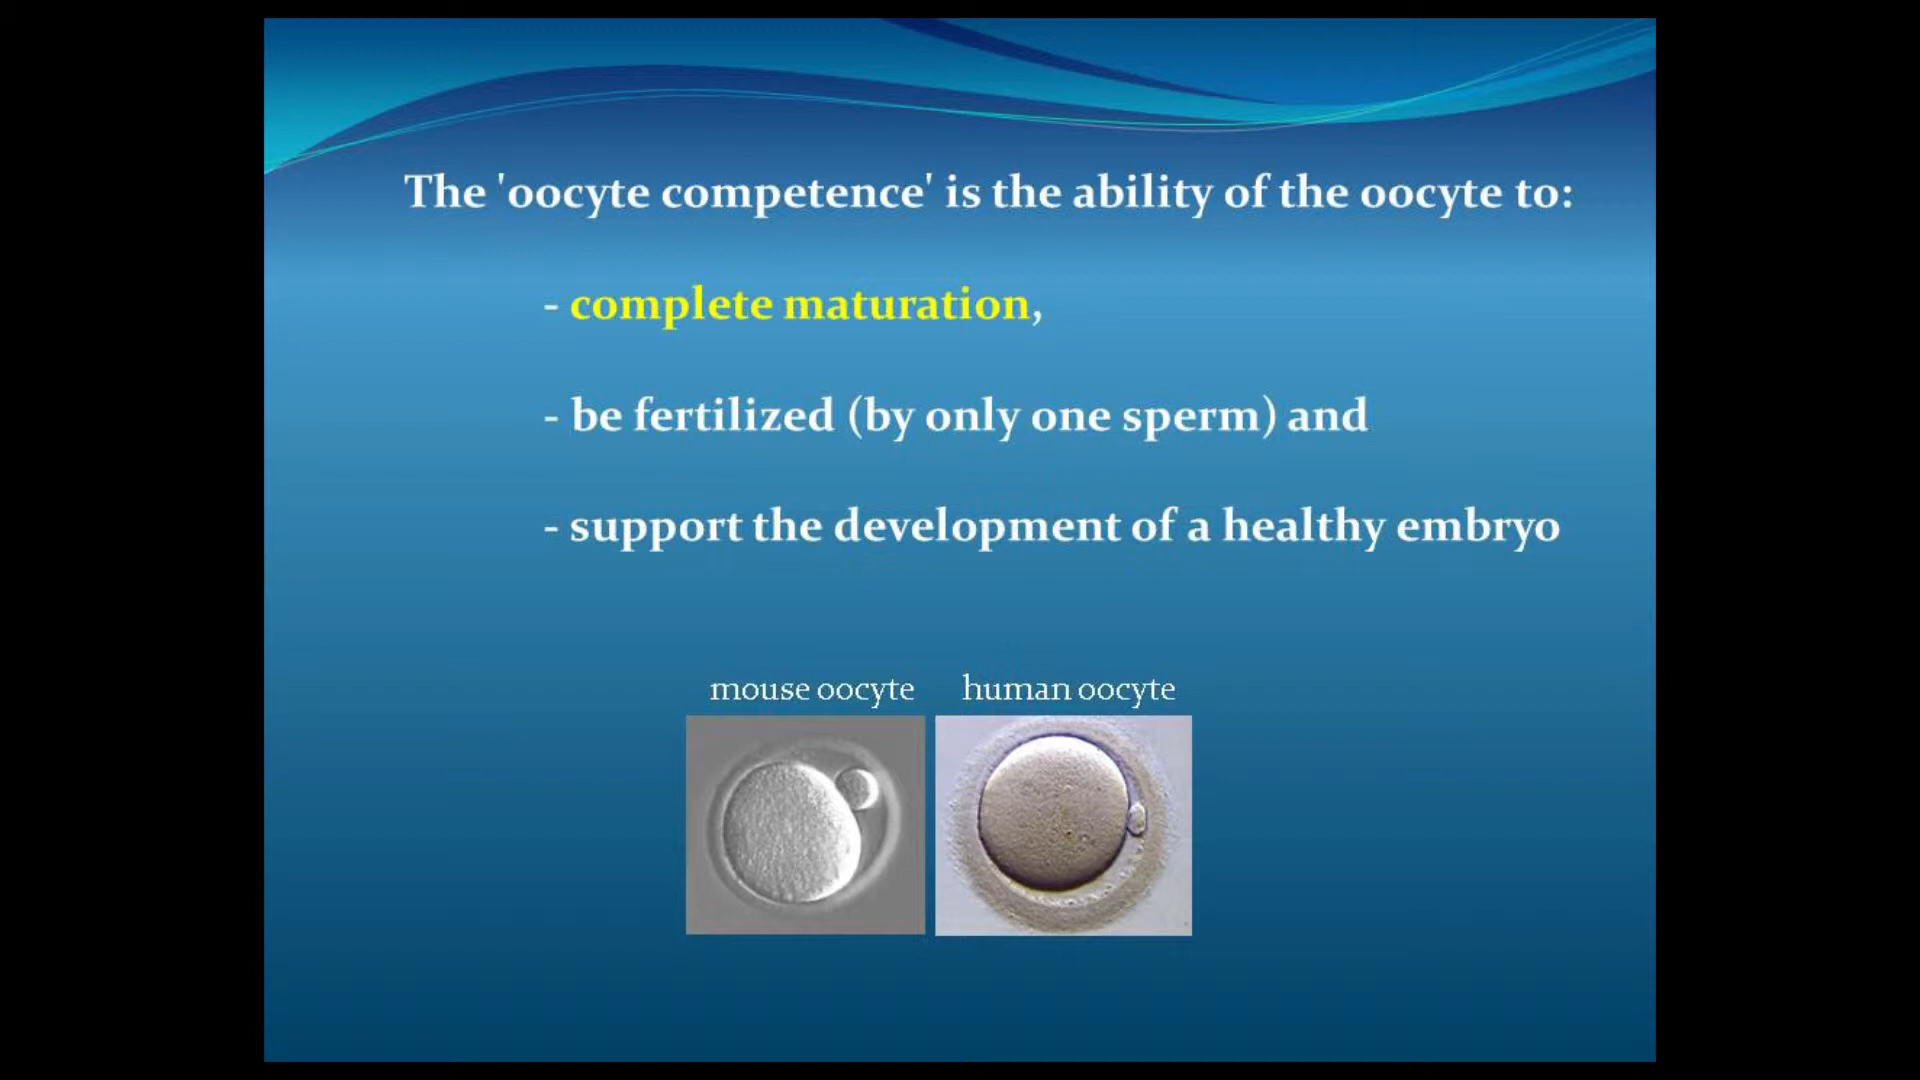 The 'oocyte competence' is the ability of the oocyte to:
- complete maturation,
- be fertilized (by only one sperm) and
- support the development of a healthy embryo
mouse oocyte human oocyte